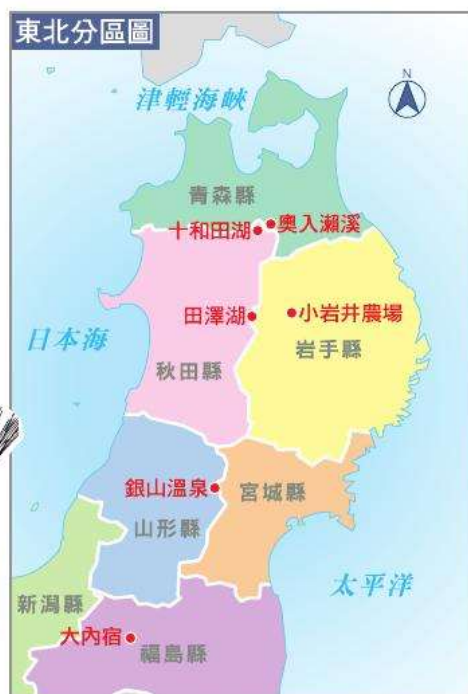 東北分區圖
津輕海峽
N
青森縣
十和田湖
奧入瀨溪
田澤湖
小岩井農場
日本海
秋田縣
岩手縣
銀山溫泉
宮城縣
山形縣
太平洋
新潟縣
大內宿
福島縣